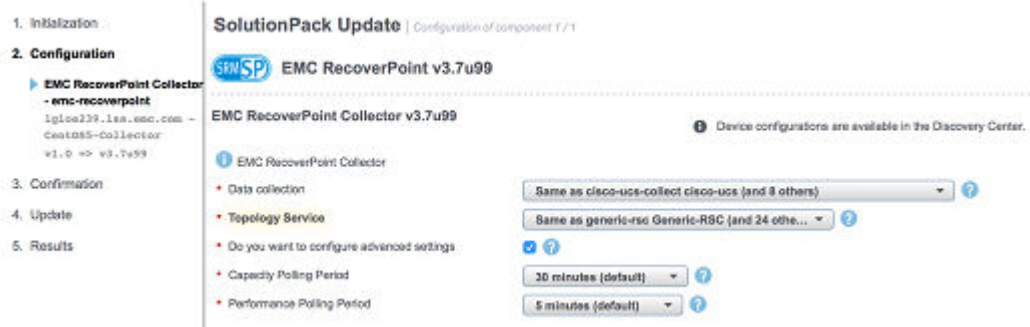 1. Initialization
2. Configuration
EMC RecoverPoint Collector
- emc-recoverpoint
lgloe239.lss.emc.com -
CentOS5-Collector
v1.0 => v3.7u99
3. Confirmation
4. Update
5. Results
SolutionPack Update | Configuration of component 1 / 1
SRM SP EMC RecoverPoint v3.7u99
EMC RecoverPoint Collector v3.7u99
Device configurations are available in the Discovery Center.
EMC RecoverPoint Collector
* Data collection Same as cisco-ucs-collect cisco-ucs (and 8 others)
* Topology Service Same as generic-rsc Generic-RSC (and 24 othe...
* Do you want to configure advanced settings
* Capacity Polling Period 30 minutes (default)
* Performance Polling Period 5 minutes (default)